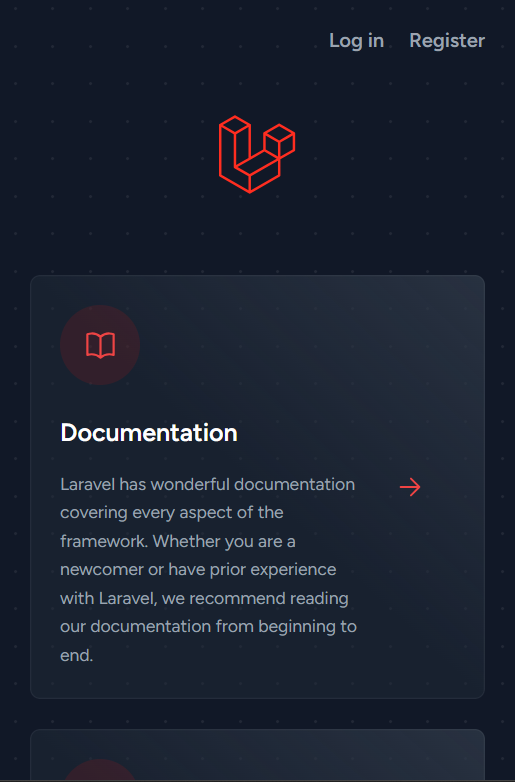 Log in Register
Documentation
Laravel has wonderful documentation
covering every aspect of the
framework. Whether you are a
newcomer or have prior experience
with Laravel, we recommend reading
our documentation from beginning to
end.